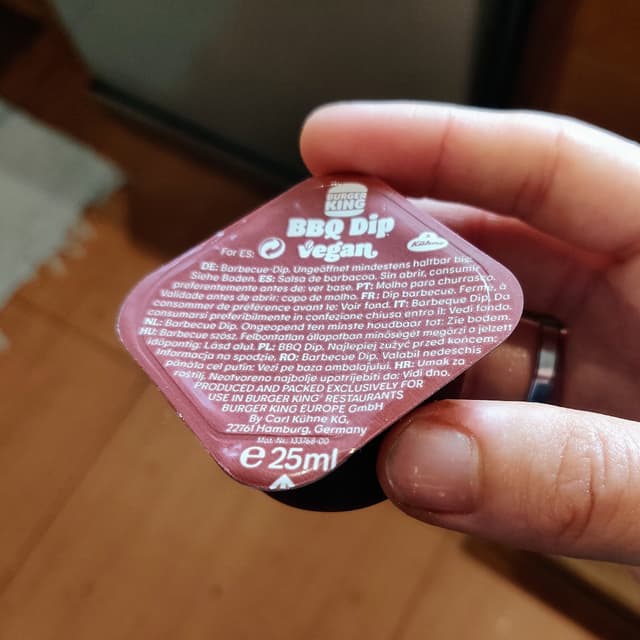 BURGER
KING
BBQ Dip
vegan
For ES:
Kühne
DE: Barbecue-Dip. Ungeöffnet mindestens haltbar bis:
Siehe Boden. ES: Salsa de barbacoa. Sin abrir, consumir
preferentemente antes de: ver base. PT: Molho para churrasco.
Validade antes de abrir: copo de molho. FR: Dip barbecue. Fermé, à
consommer de préférence avant le: Voir fond. IT: Barbeque Dip. Da
consumarsi preferibilmente in confezione chiusa entro il: Vedi fondo.
NL: Barbecue Dip. Ongeopend ten minste houdbaar tot: Zie bodem.
HU: Barbecue szósz. Felbontatlan állapotban minőségét megőrzi a jelzett
időpontig: Lásd alul. PL: BBQ Dip. Najlepiej zużyć przed końcem:
Informacja na spodzie. RO: Barbecue Dip. Valabil nedeschis
până la cel puțin: Vezi pe baza ambalajului. HR: Umak za
roštilj. Neotvoreno najbolje upotrijebiti do: Vidi dno.
PRODUCED AND PACKED EXCLUSIVELY FOR
USE IN BURGER KING® RESTAURANTS
BURGER KING EUROPE GmbH
By Carl Kühne KG,
22761 Hamburg, Germany
Mat.-Nr.: 133768-00
e 25ml